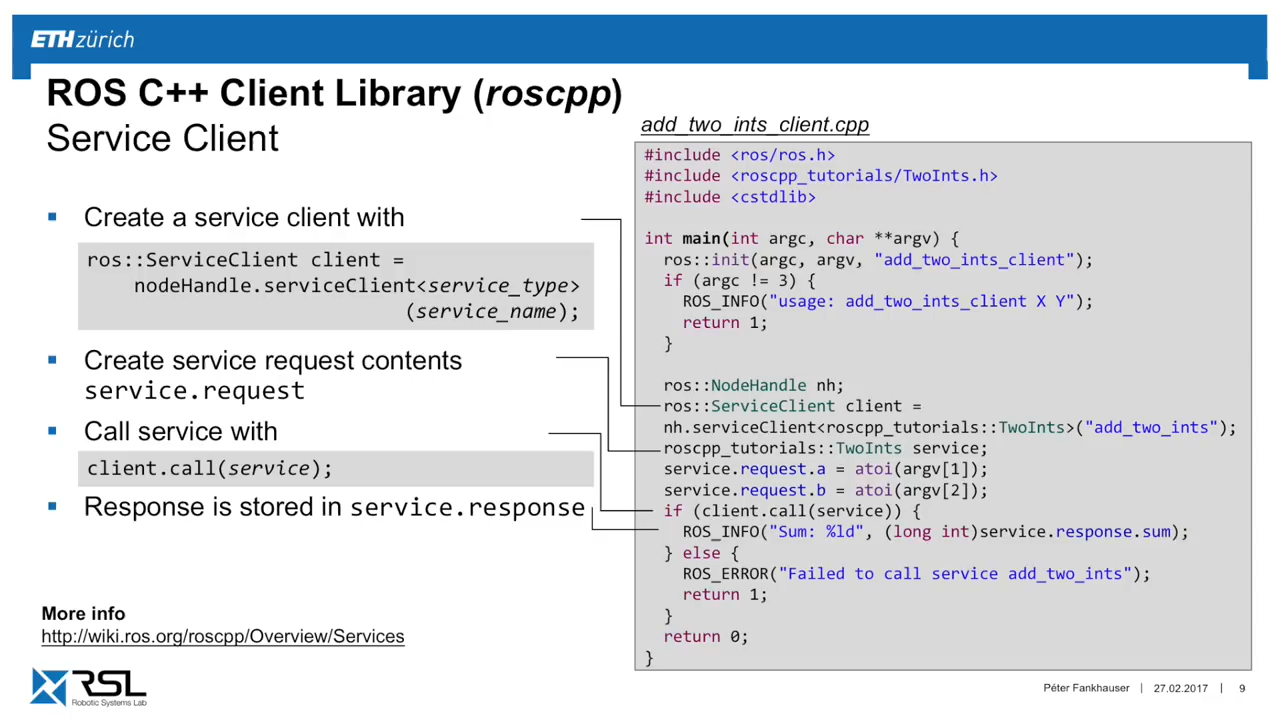 ETH zürich
ROS C++ Client Library (roscpp)
Service Client
▪ Create a service client with
ros::ServiceClient client =
nodeHandle.serviceClient<service_type>
(service_name);
▪ Create service request contents
service.request
▪ Call service with
client.call(service);
▪ Response is stored in service.response
More info
http://wiki.ros.org/roscpp/Overview/Services
add_two_ints_client.cpp
#include <ros/ros.h>
#include <roscpp_tutorials/TwoInts.h>
#include <cstdlib>

int main(int argc, char **argv) {
  ros::init(argc, argv, "add_two_ints_client");
  if (argc != 3) {
    ROS_INFO("usage: add_two_ints_client X Y");
    return 1;
  }

  ros::NodeHandle nh;
  ros::ServiceClient client =
  nh.serviceClient<roscpp_tutorials::TwoInts>("add_two_ints");
  roscpp_tutorials::TwoInts service;
  service.request.a = atoi(argv[1]);
  service.request.b = atoi(argv[2]);
  if (client.call(service)) {
    ROS_INFO("Sum: %ld", (long int)service.response.sum);
  } else {
    ROS_ERROR("Failed to call service add_two_ints");
    return 1;
  }
  return 0;
}
RSL
Robotic Systems Lab
Péter Fankhauser | 27.02.2017 | 9